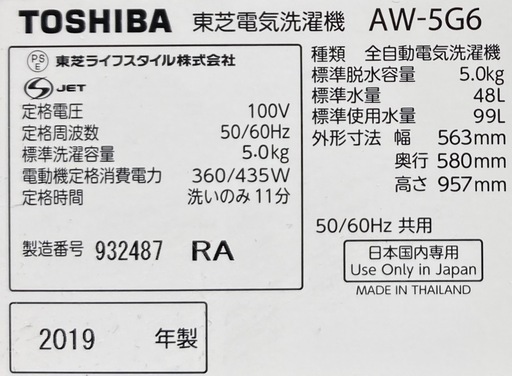 TOSHIBA 東芝電気洗濯機 AW-5G6
PSE 東芝ライフスタイル株式会社
S JET
定格電圧 100V
定格周波数 50/60Hz
標準洗濯容量 5.0kg
電動機定格消費電力 360/435W
定格時間 洗いのみ11分
製造番号 932487 RA
2019 年製
種類 全自動電気洗濯機
標準脱水容量 5.0kg
標準水量 48L
標準使用水量 99L
外形寸法 幅 563mm
奥行 580mm
高さ 957mm
50/60Hz 共用
日本国内専用
Use Only in Japan
MADE IN THAILAND